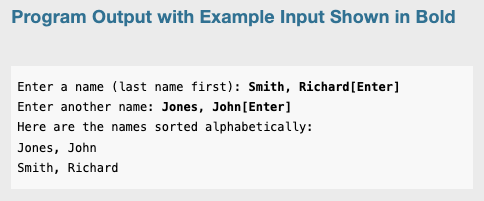 Program Output with Example Input Shown in Bold
Enter a name (last name first): Smith, Richard[Enter]
Enter another name: Jones, John[Enter]
Here are the names sorted alphabetically:
Jones, John
Smith, Richard